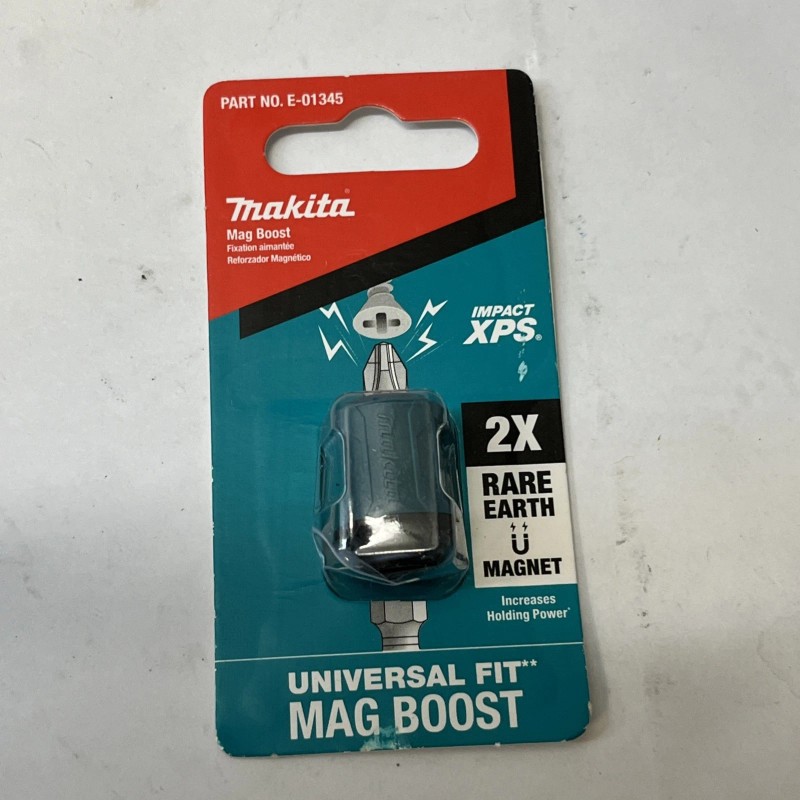 PART NO. E-01345
makita®
Mag Boost
Fixation aimantée
Reforzador Magnético
IMPACT
XPS®
makita
2X
RARE
EARTH
MAGNET
Increases
Holding Power*
UNIVERSAL FIT**
MAG BOOST